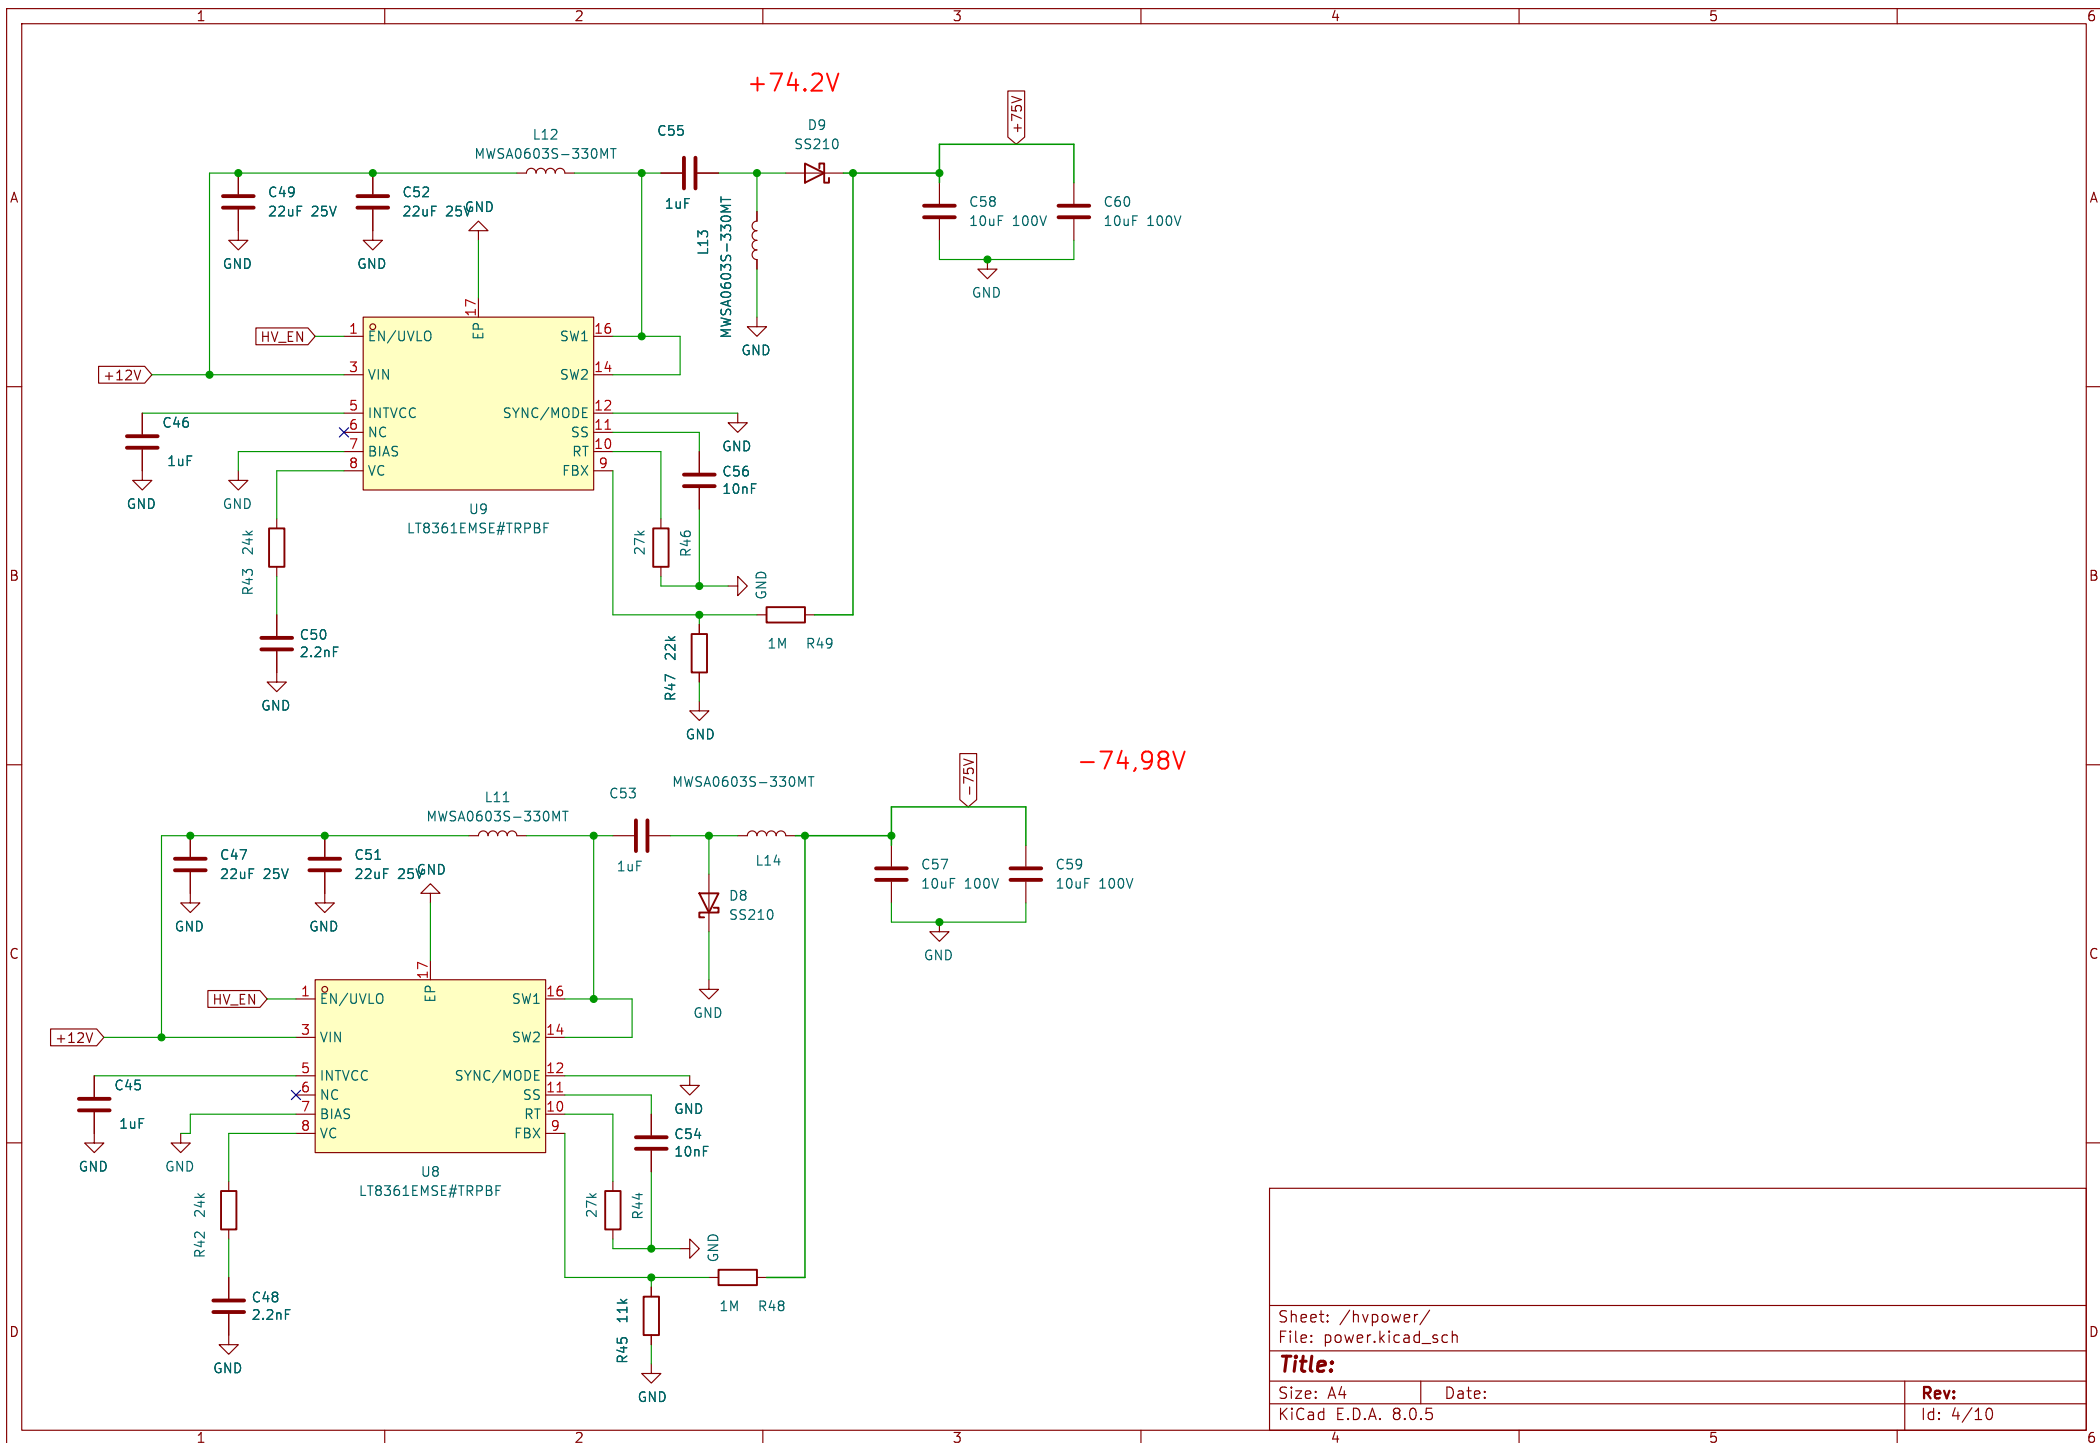 1 2 3 4 5 6
A
B
C
D
A
B
C
D
+74.2V
+75V
L12
MWSA0603S-330MT
C55
1uF
D9
SS210
C49
22uF 25V
GND
C52
22uF 25V
GND
GND
L13
MWSA0603S-330MT
GND
C58
10uF 100V
C60
10uF 100V
GND
HV_EN
+12V
1 EN/UVLO
3 VIN
5 INTVCC
6 NC
7 BIAS
8 VC
17 EP
SW1 16
SW2 14
SYNC/MODE 12
SS 11
RT 10
FBX 9
U9
LT8361EMSE#TRPBF
C46
1uF
GND
GND
GND
C56
10nF
R43 24k
27k R46
GND
C50
2.2nF
GND
1M R49
R47 22k
GND
-74,98V
-75V
MWSA0603S-330MT
L14
L11
MWSA0603S-330MT
C53
1uF
C47
22uF 25V
GND
C51
22uF 25V
GND
GND
D8
SS210
GND
C57
10uF 100V
C59
10uF 100V
GND
HV_EN
+12V
1 EN/UVLO
3 VIN
5 INTVCC
6 NC
7 BIAS
8 VC
17 EP
SW1 16
SW2 14
SYNC/MODE 12
SS 11
RT 10
FBX 9
U8
LT8361EMSE#TRPBF
C45
1uF
GND
GND
GND
C54
10nF
R42 24k
27k R44
GND
C48
2.2nF
GND
1M R48
R45 11k
GND
Sheet: /hvpower/
File: power.kicad_sch
Title:
Size: A4 Date: Rev:
KiCad E.D.A. 8.0.5 Id: 4/10
1 2 3 4 5 6